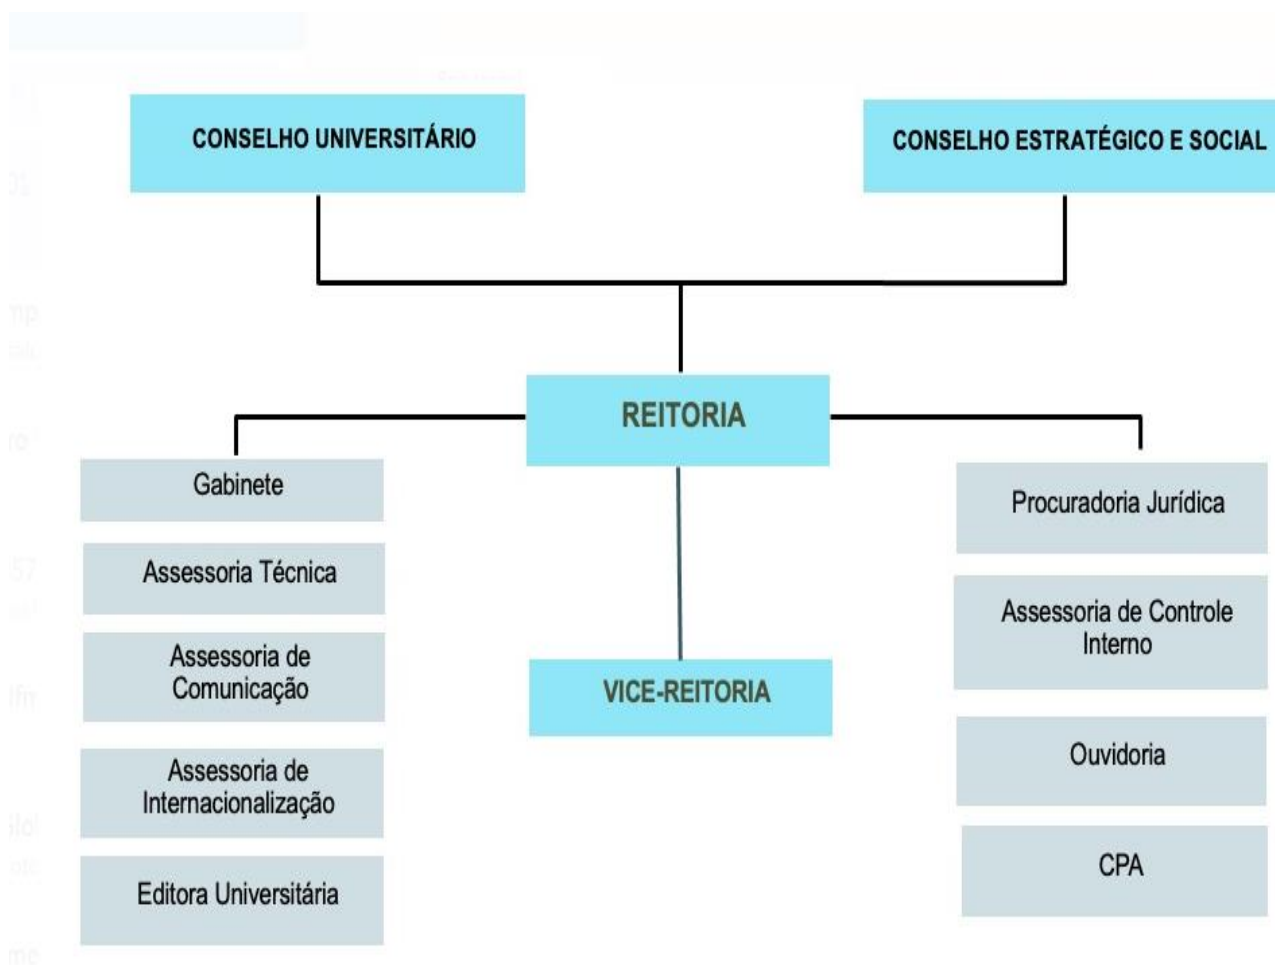 CONSELHO UNIVERSITÁRIO
CONSELHO ESTRATÉGICO E SOCIAL
REITORIA
Gabinete
Assessoria Técnica
Assessoria de
Comunicação
Assessoria de
Internacionalização
Editora Universitária
VICE-REITORIA
Procuradoria Jurídica
Assessoria de Controle
Interno
Ouvidoria
CPA